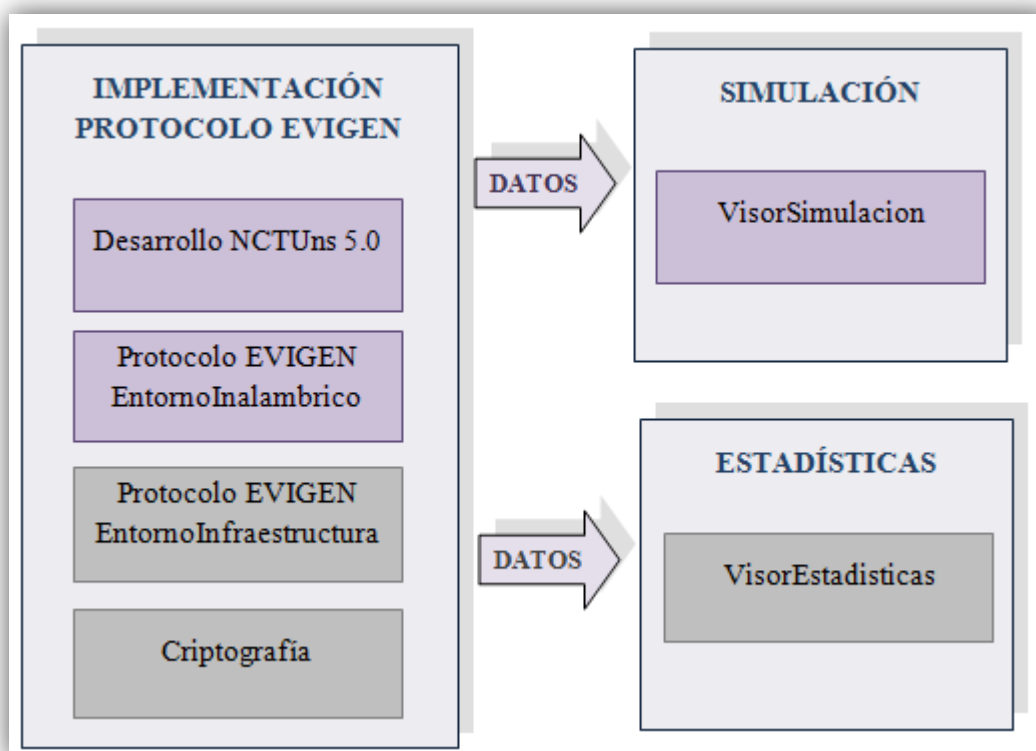 IMPLEMENTACIÓN
PROTOCOLO EVIGEN
Desarrollo NCTUns 5.0
Protocolo EVIGEN
EntornoInalambrico
Protocolo EVIGEN
EntornoInfraestructura
Criptografía
DATOS
SIMULACIÓN
VisorSimulacion
DATOS
ESTADÍSTICAS
VisorEstadisticas